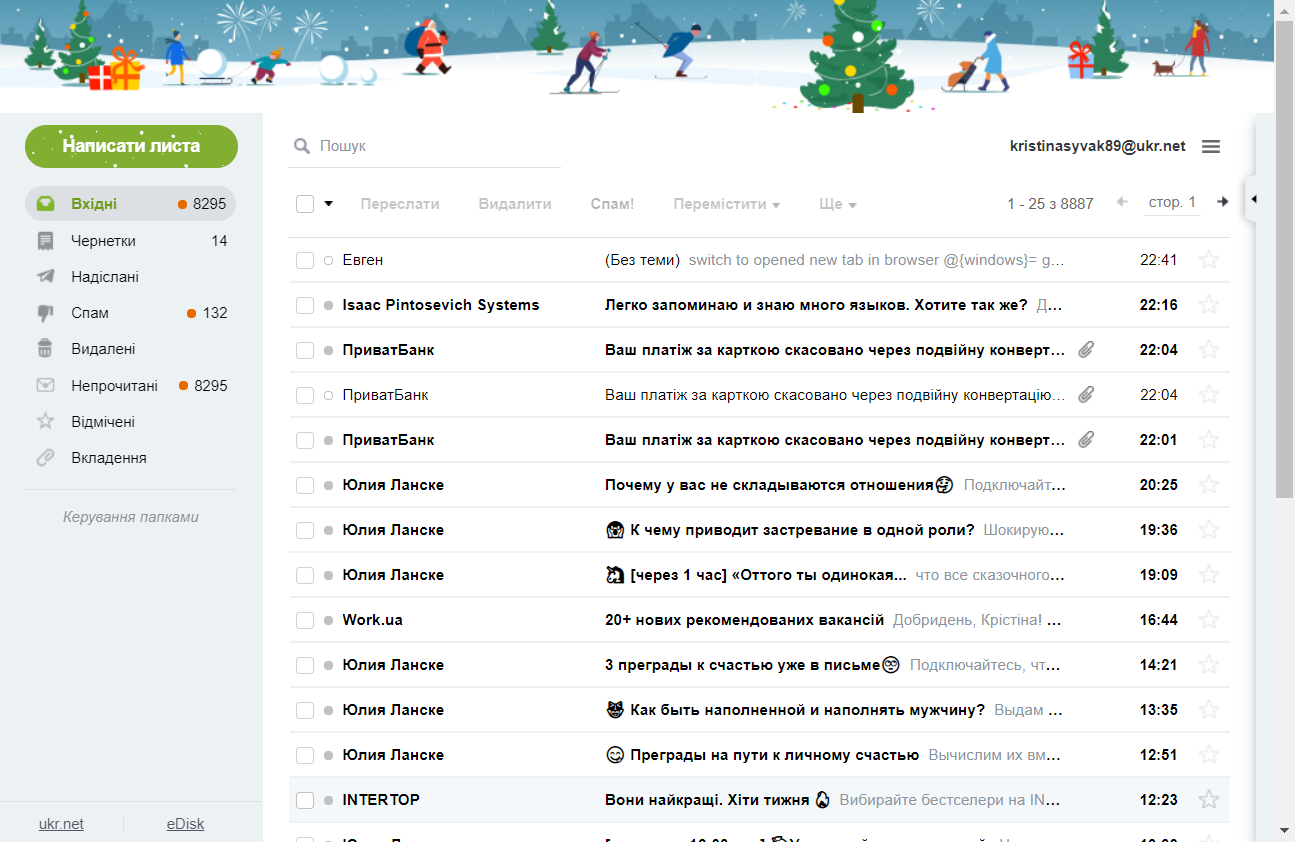 Написати листа
Пошук
kristinasyvak89@ukr.net
Вхідні 8295
Чернетки 14
Надіслані
Спам 132
Видалені
Непрочитані 8295
Відмічені
Вкладення
Керування папками
ukr.net eDisk
Переслати Видалити Спам! Перемістити Ще 1 - 25 з 8887 стор. 1
Евген (Без теми) switch to opened new tab in browser @{windows}= g... 22:41
Isaac Pintosevich Systems Легко запоминаю и знаю много языков. Хотите так же? Д... 22:16
ПриватБанк Ваш платіж за карткою скасовано через подвійну конверт... 22:04
ПриватБанк Ваш платіж за карткою скасовано через подвійну конвертацію... 22:04
ПриватБанк Ваш платіж за карткою скасовано через подвійну конверт... 22:01
Юлия Ланске Почему у вас не складываются отношения🤔 Подключайт... 20:25
Юлия Ланске 😱 К чему приводит застревание в одной роли? Шокирую... 19:36
Юлия Ланске [через 1 час] «Оттого ты одинокая... что все сказочного... 19:09
Work.ua 20+ нових рекомендованих вакансій Добридень, Крістіна! ... 16:44
Юлия Ланске 3 преграды к счастью уже в письме Подключайтесь, чт... 14:21
Юлия Ланске Как быть наполненной и наполнять мужчину? Выдам ... 13:35
Юлия Ланске Преграды на пути к личному счастью Вычислим их вм... 12:51
INTERTOP Вони найкращі. Хіти тижня Вибирайте бестселери на IN... 12:23